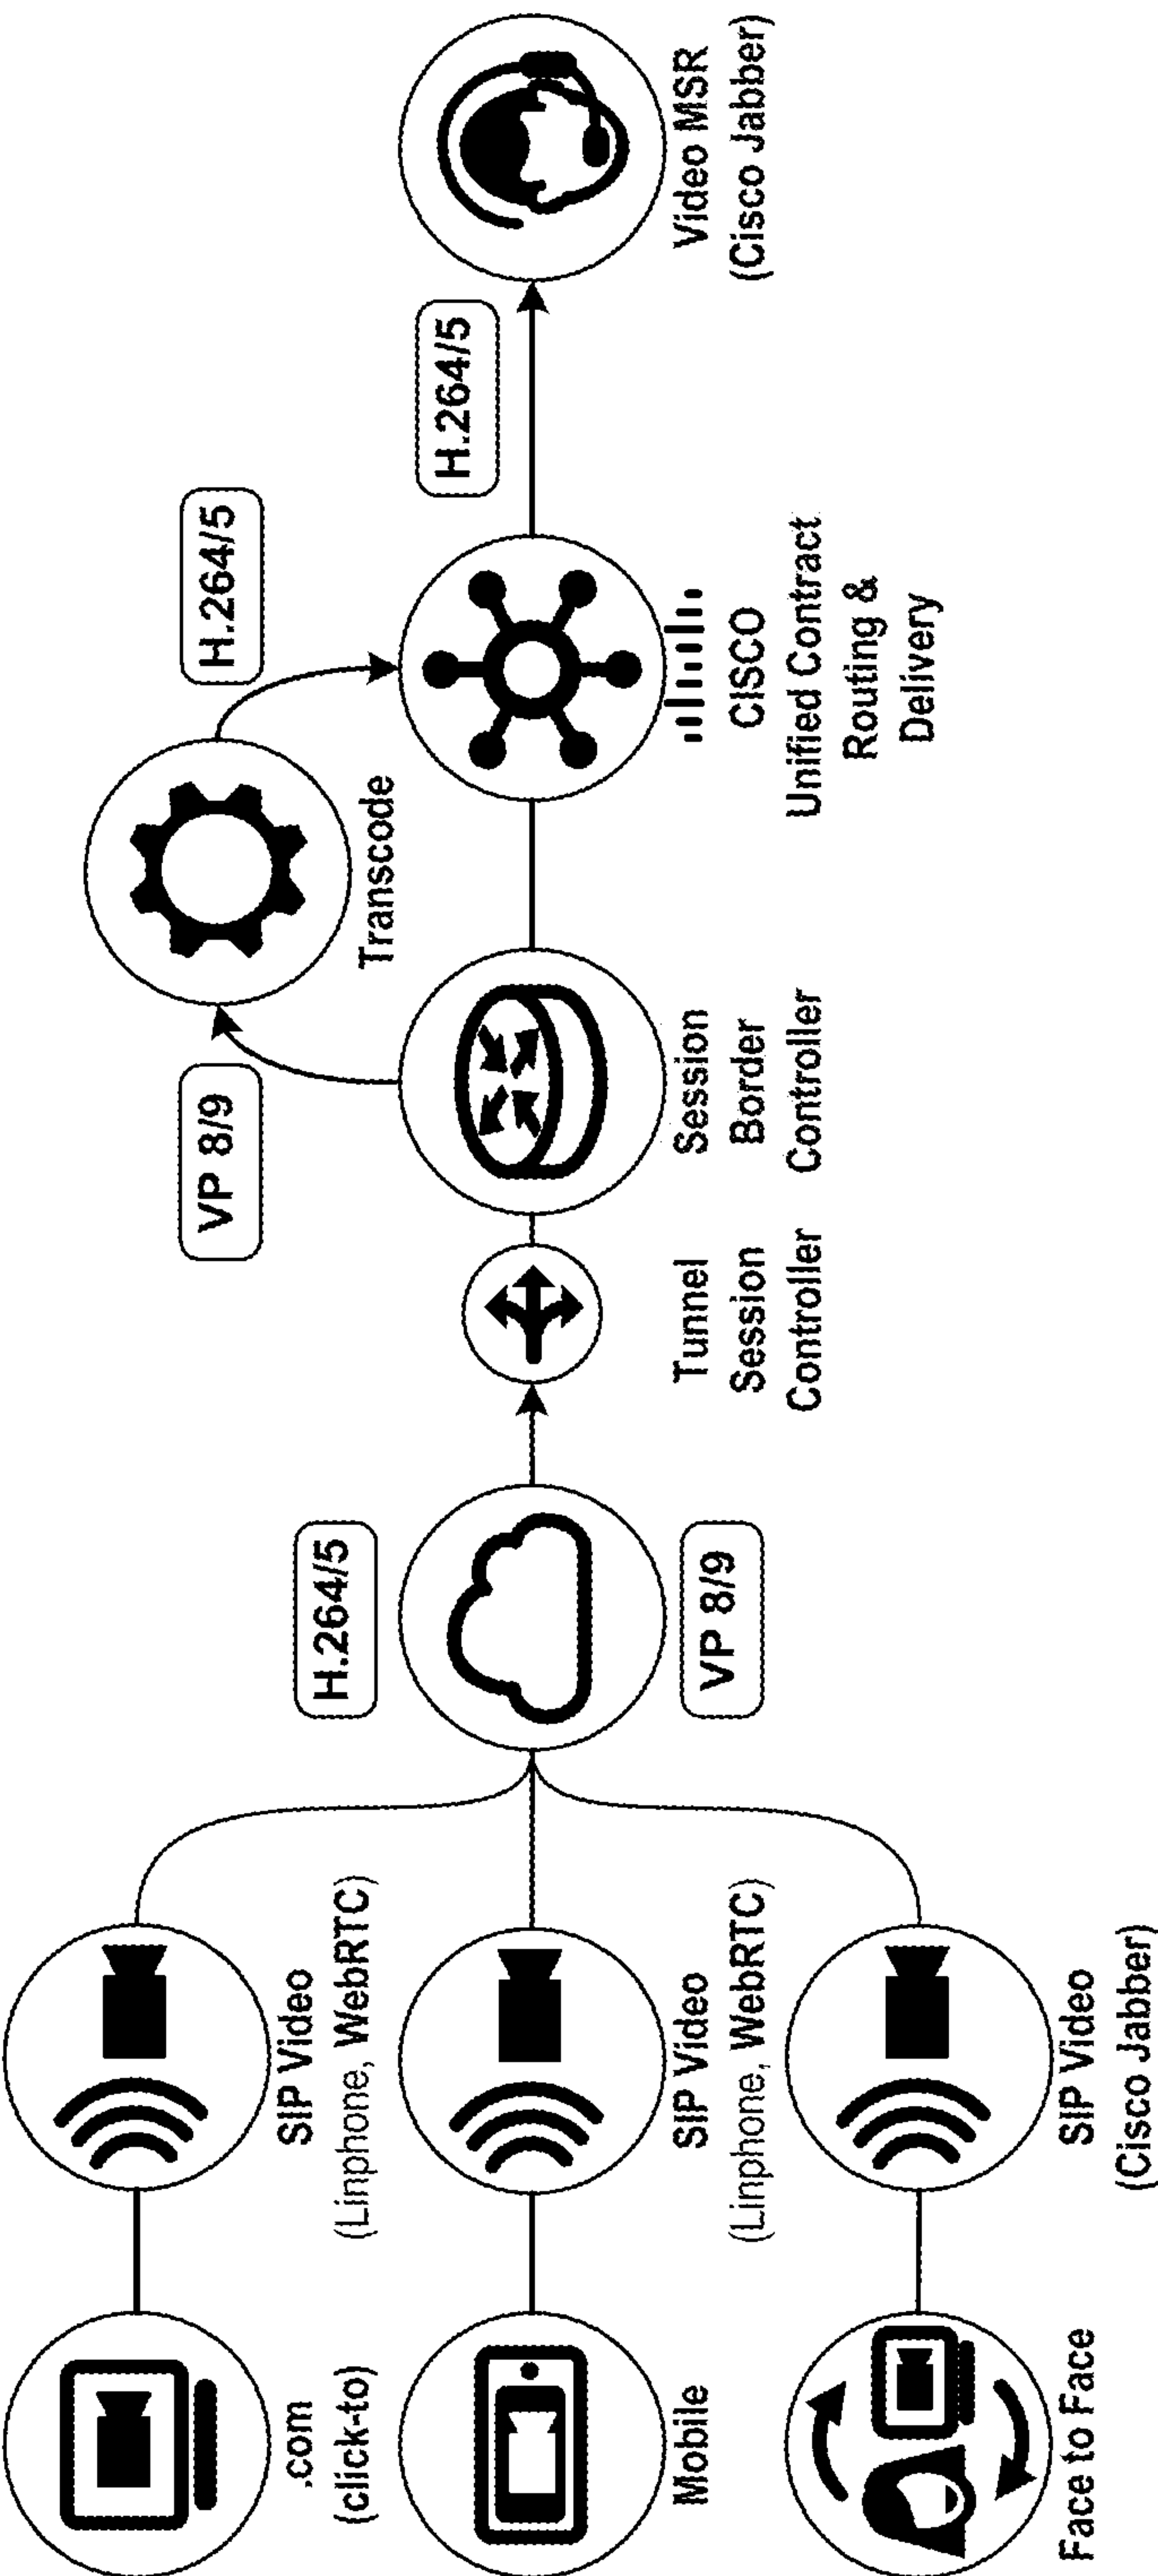 .com
(click-to)
SIP Video
(Linphone, WebRTC)
Mobile
SIP Video
(Linphone, WebRTC)
Face to Face
SIP Video
(Cisco Jabber)
H.264/5
VP 8/9
Tunnel
Session
Controller
Session
Border
Controller
VP 8/9
Transcode
H.264/5
CISCO
Unified Contract
Routing &
Delivery
H.264/5
Video MSR
(Cisco Jabber)